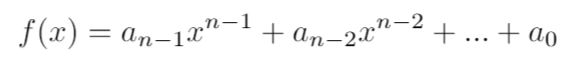 f(x) = a_{n-1}x^{n-1} + a_{n-2}x^{n-2} + ... + a_0